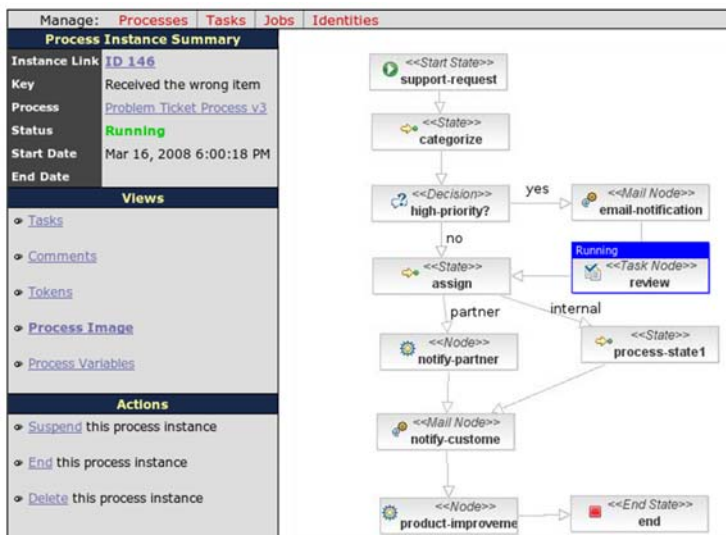 Manage: Processes Tasks Jobs Identities
Process Instance Summary
Instance Link ID 146
Key Received the wrong item
Process Problem Ticket Process v3
Status Running
Start Date Mar 16, 2008 6:00:18 PM
End Date
Views
Tasks
Comments
Tokens
Process Image
Process Variables
Actions
Suspend this process instance
End this process instance
Delete this process instance
<<Start State>>
support-request
<<State>>
categorize
<<Decision>>
high-priority?
yes
<<Mail Node>>
email-notification
no
Running
<<Task Node>>
review
<<State>>
assign
partner
internal
<<Node>>
notify-partner
<<State>>
process-state1
<<Mail Node>>
notify-custome
<<Node>>
product-improveme
<<End State>>
end